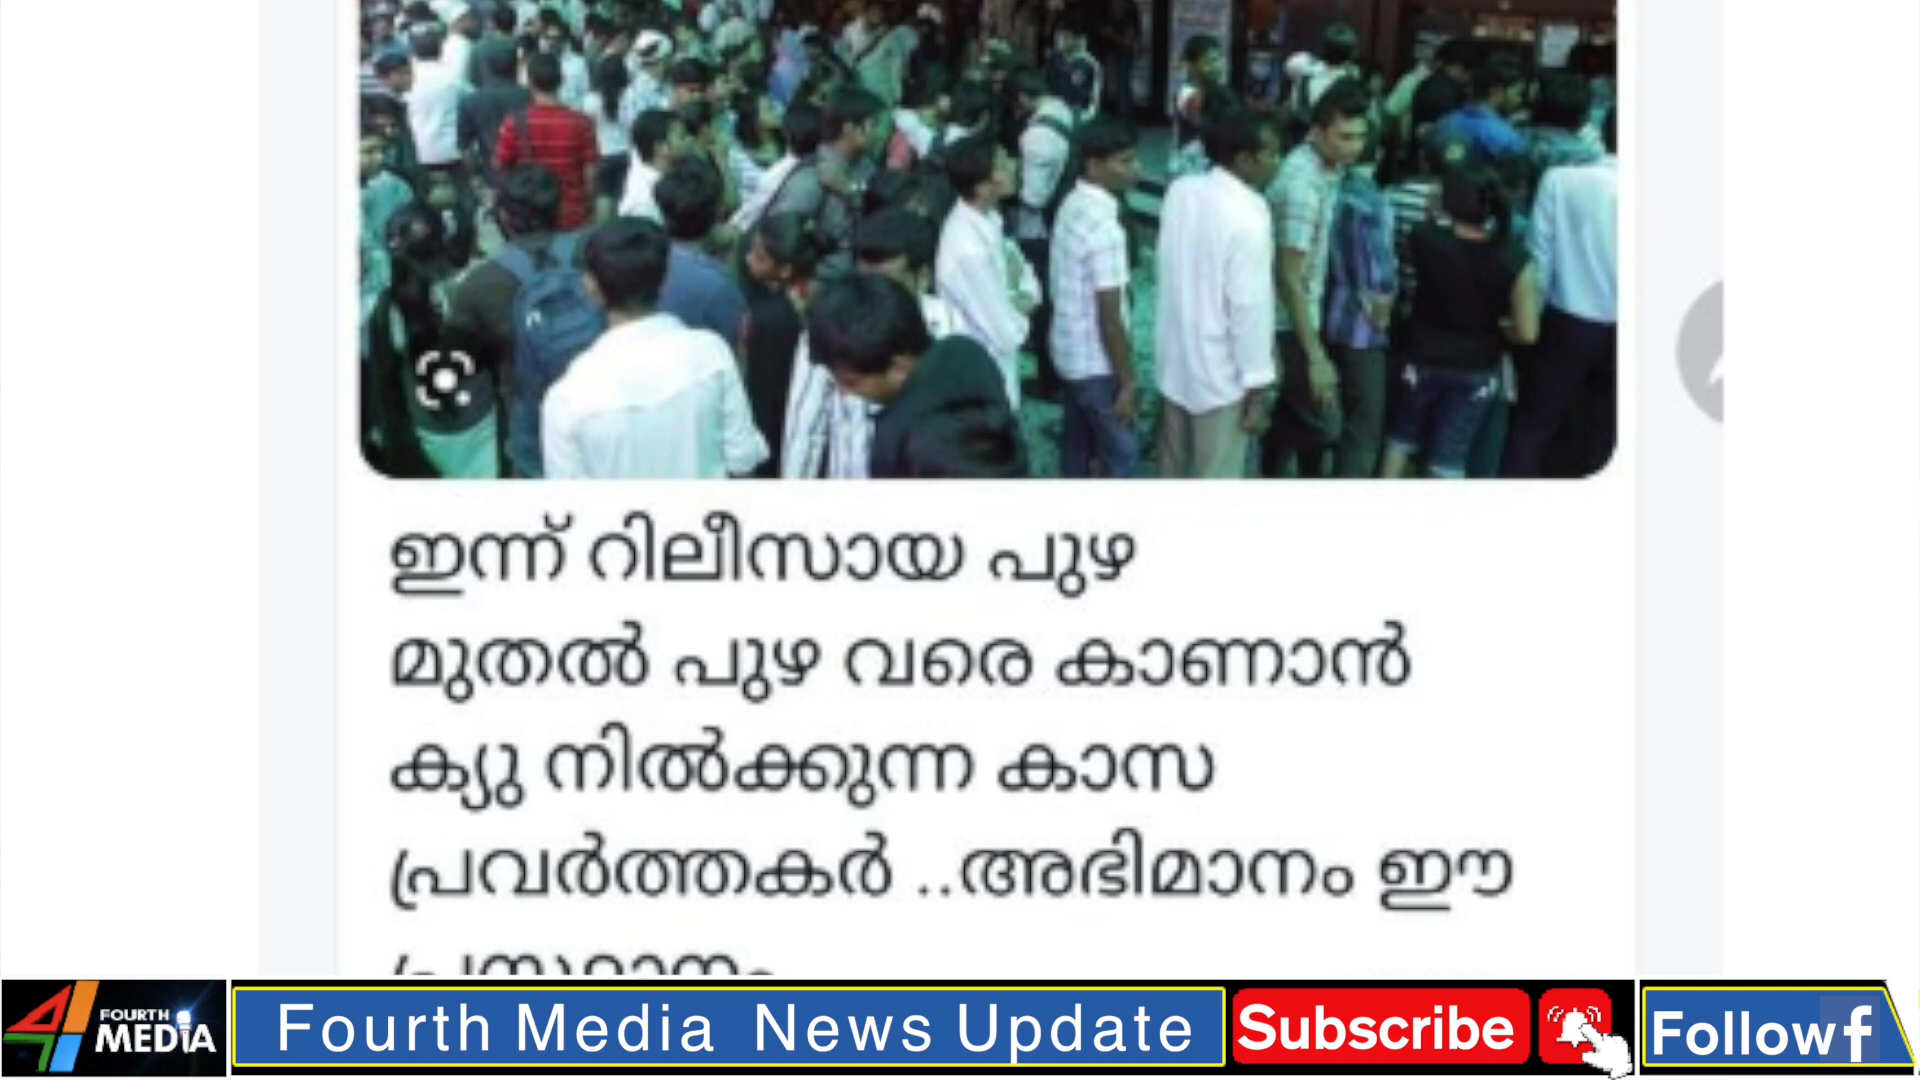 ഇന്ന് റിലീസായ പുഴ
മുതൽ പുഴ വരെ കാണാൻ
ക്യു നിൽക്കുന്ന കാസ
പ്രവർത്തകർ ..അഭിമാനം ഈ
FOURTH MEDIA
Fourth Media News Update
Subscribe
Follow f